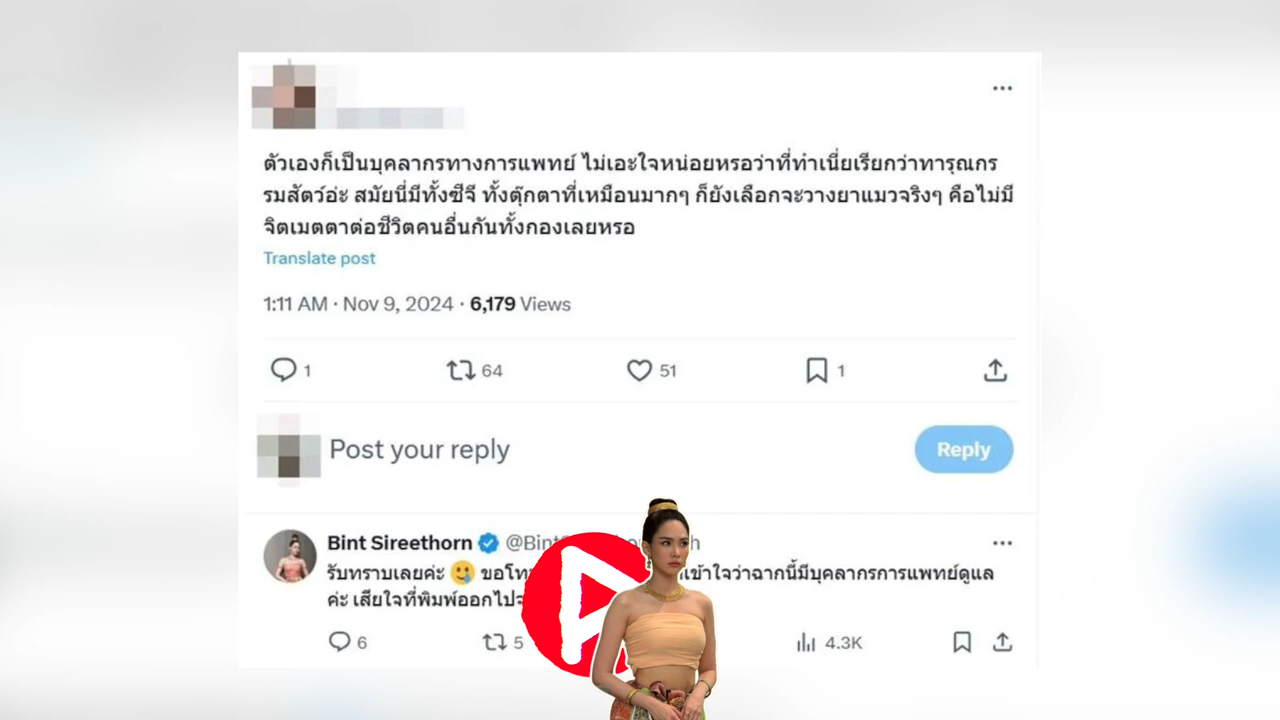 ตัวเองก็เป็นบุคลากรทางการแพทย์ ไม่เอะใจหน่อยหรอว่าที่ทำเนี่ยเรียกว่าทารุณกร
รมสัตว์อ่ะ สมัยนี่มีทั้งซีจี ทั้งตุ๊กตาที่เหมือนมากๆ ก็ยังเลือกจะวางยาแมวจริงๆ คือไม่มี
จิตเมตตาต่อชีวิตคนอื่นกันทั้งกองเลยหรอ
Translate post
1:11 AM · Nov 9, 2024 · 6,179 Views
1 64 51 1
Post your reply Reply
Bint Sireethorn
รับทราบเลยค่ะ 🥲 เข้าใจว่าฉากนี้มีบุคลากรการแพทย์ดูแล
ค่ะ เสียใจที่พิมพ์ออกไป
6 5 4.3K